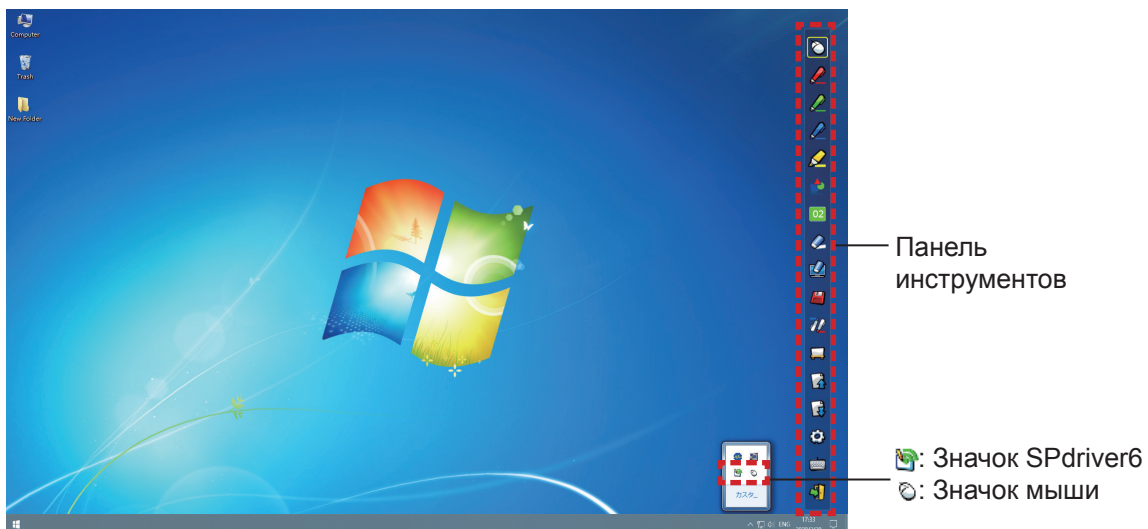 Computer
Trash
New Folder
02
Панель
инструментов
: Значок SPdriver6
: Значок мыши
カスタ_
ENG
17:33